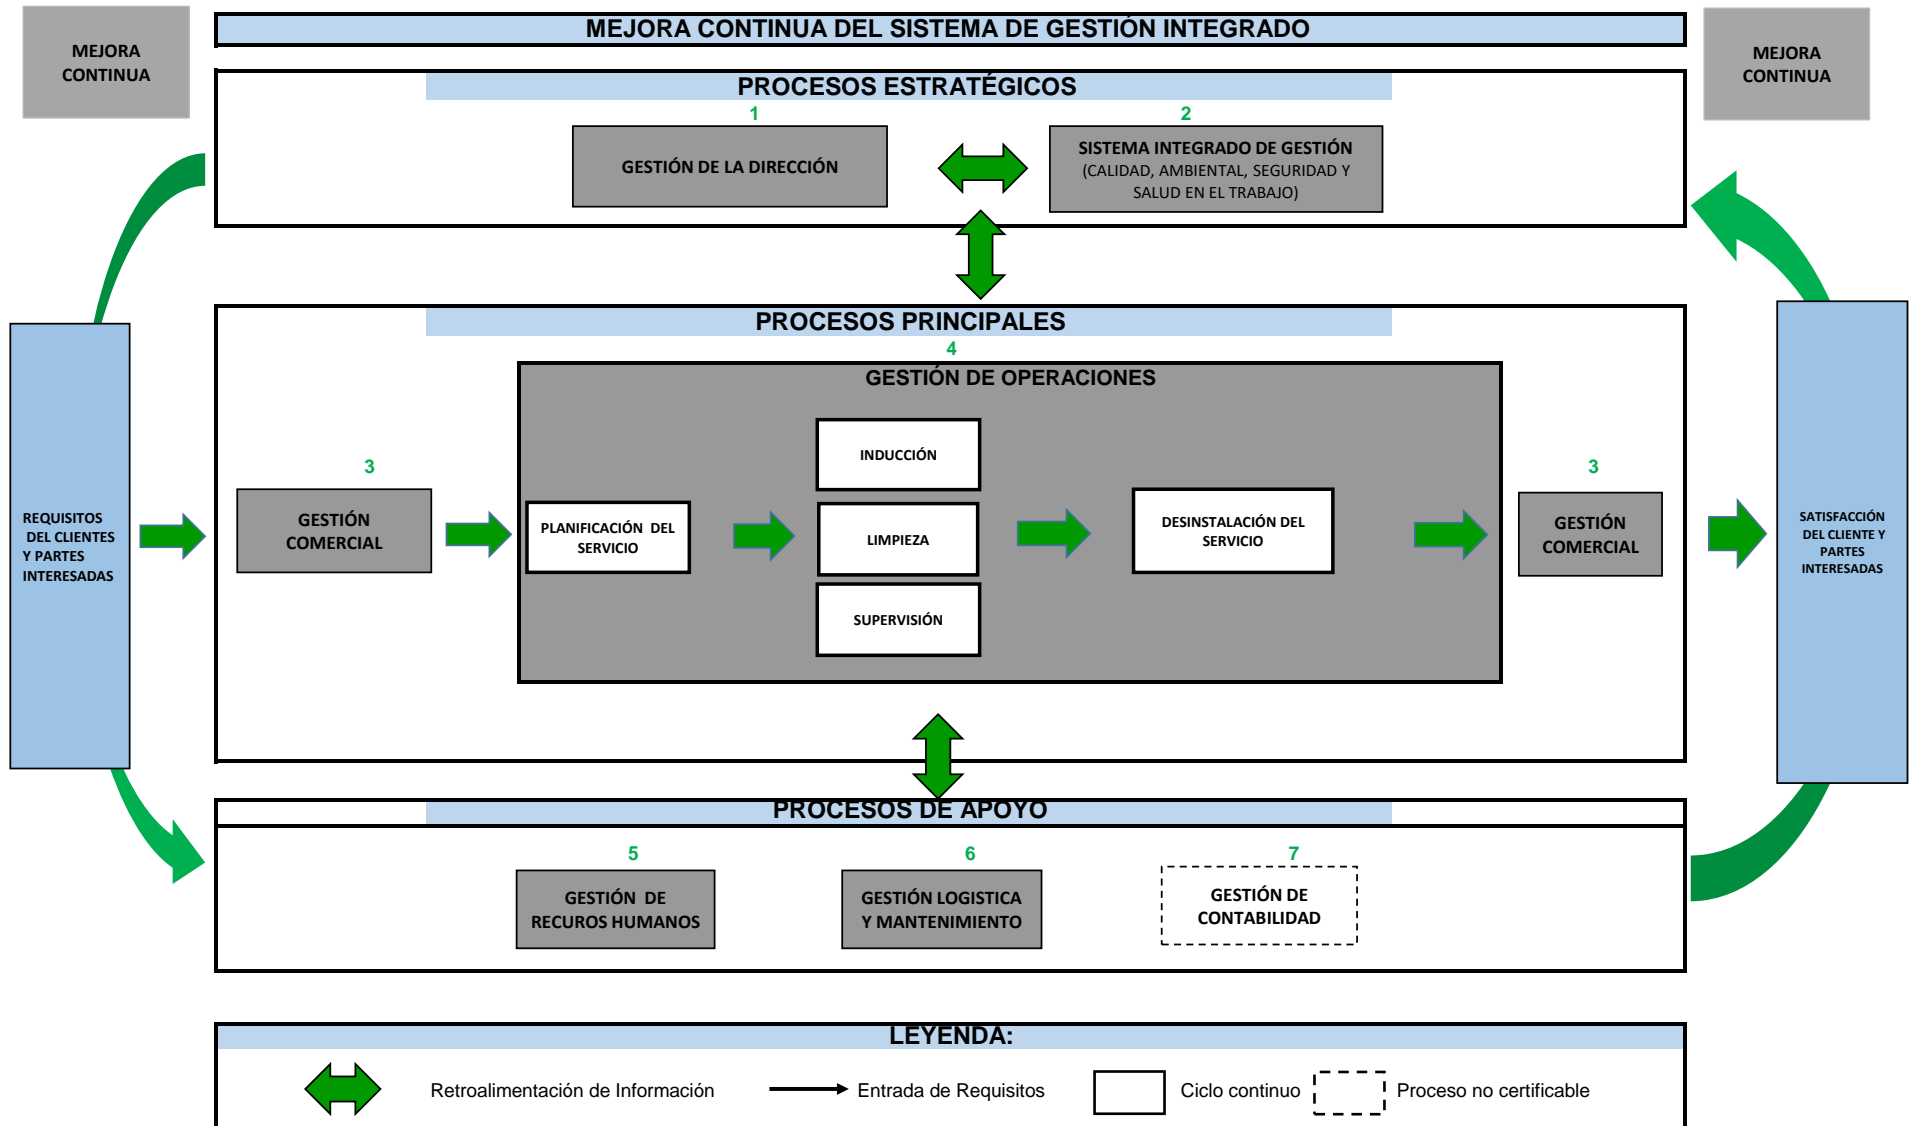 MEJORA CONTINUA DEL SISTEMA DE GESTIÓN INTEGRADO
MEJORA
CONTINUA
MEJORA
CONTINUA
PROCESOS ESTRATÉGICOS
1
2
GESTIÓN DE LA DIRECCIÓN
SISTEMA INTEGRADO DE GESTIÓN
(CALIDAD, AMBIENTAL, SEGURIDAD Y
SALUD EN EL TRABAJO)
PROCESOS PRINCIPALES
4
GESTIÓN DE OPERACIONES
REQUISITOS
DEL CLIENTES
Y PARTES
INTERESADAS
3
GESTIÓN
COMERCIAL
PLANIFICACIÓN DEL
SERVICIO
INDUCCIÓN
LIMPIEZA
SUPERVISIÓN
DESINSTALACIÓN DEL
SERVICIO
3
GESTIÓN
COMERCIAL
SATISFACCIÓN
DEL CLIENTE Y
PARTES
INTERESADAS
PROCESOS DE APOYO
5
6
7
GESTIÓN DE
RECUROS HUMANOS
GESTIÓN LOGISTICA
Y MANTENIMIENTO
GESTIÓN DE
CONTABILIDAD
LEYENDA:
Retroalimentación de Información
Entrada de Requisitos
Ciclo continuo
Proceso no certificable